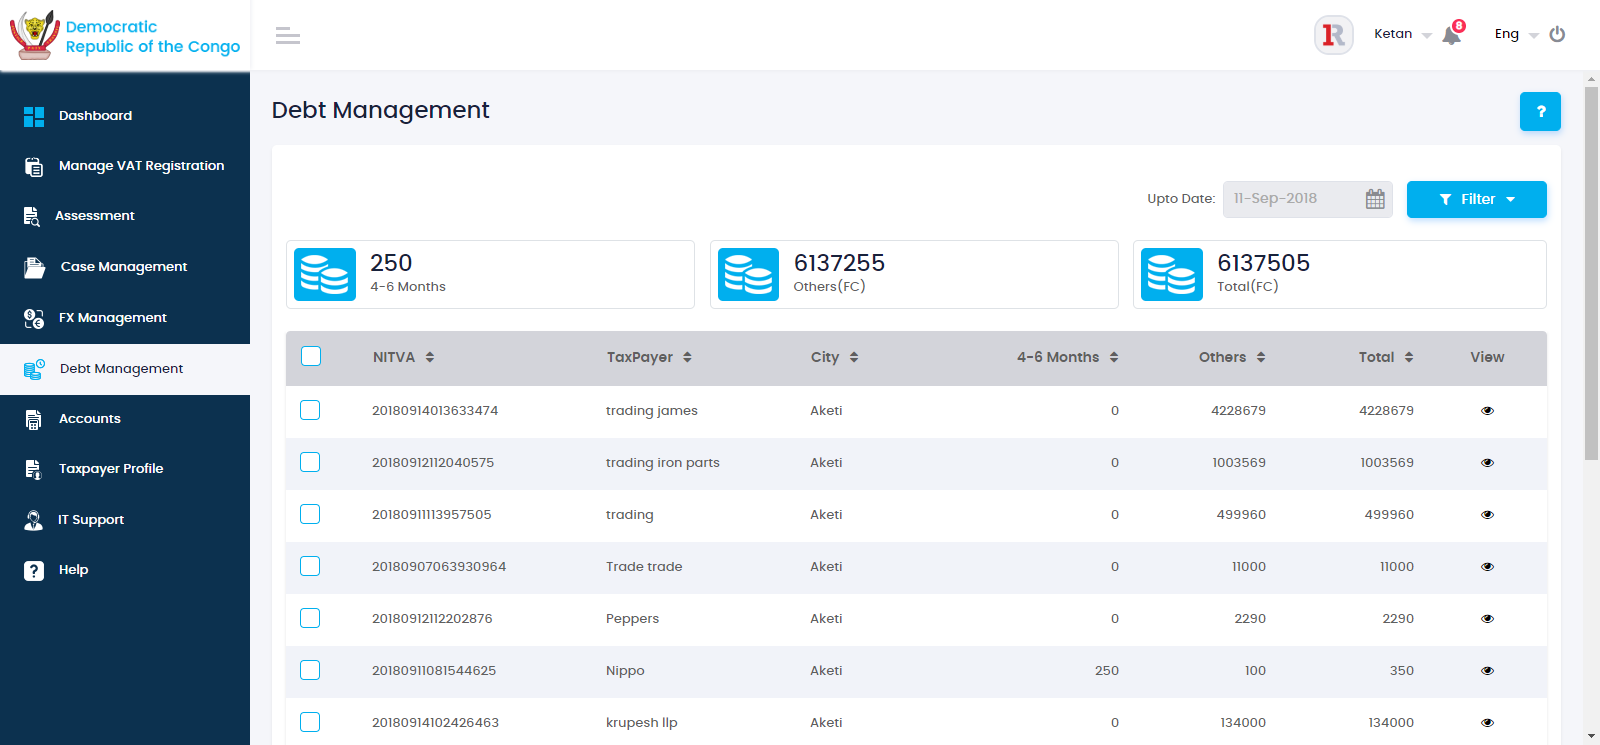 Democratic
Republic of the Congo
Ketan
8
Eng
Dashboard
Manage VAT Registration
Assessment
Case Management
FX Management
Debt Management
Accounts
Taxpayer Profile
IT Support
Help
Debt Management
?
Upto Date: 11-Sep-2018 Filter
250
4-6 Months
6137255
Others(FC)
6137505
Total(FC)
NITVA TaxPayer City 4-6 Months Others Total View
20180914013633474 trading james Aketi 0 4228679 4228679
20180912112040575 trading iron parts Aketi 0 1003569 1003569
20180911113957505 trading Aketi 0 499960 499960
20180907063930964 Trade trade Aketi 0 11000 11000
20180912112202876 Peppers Aketi 0 2290 2290
20180911081544625 Nippo Aketi 250 100 350
20180914102426463 krupesh llp Aketi 0 134000 134000